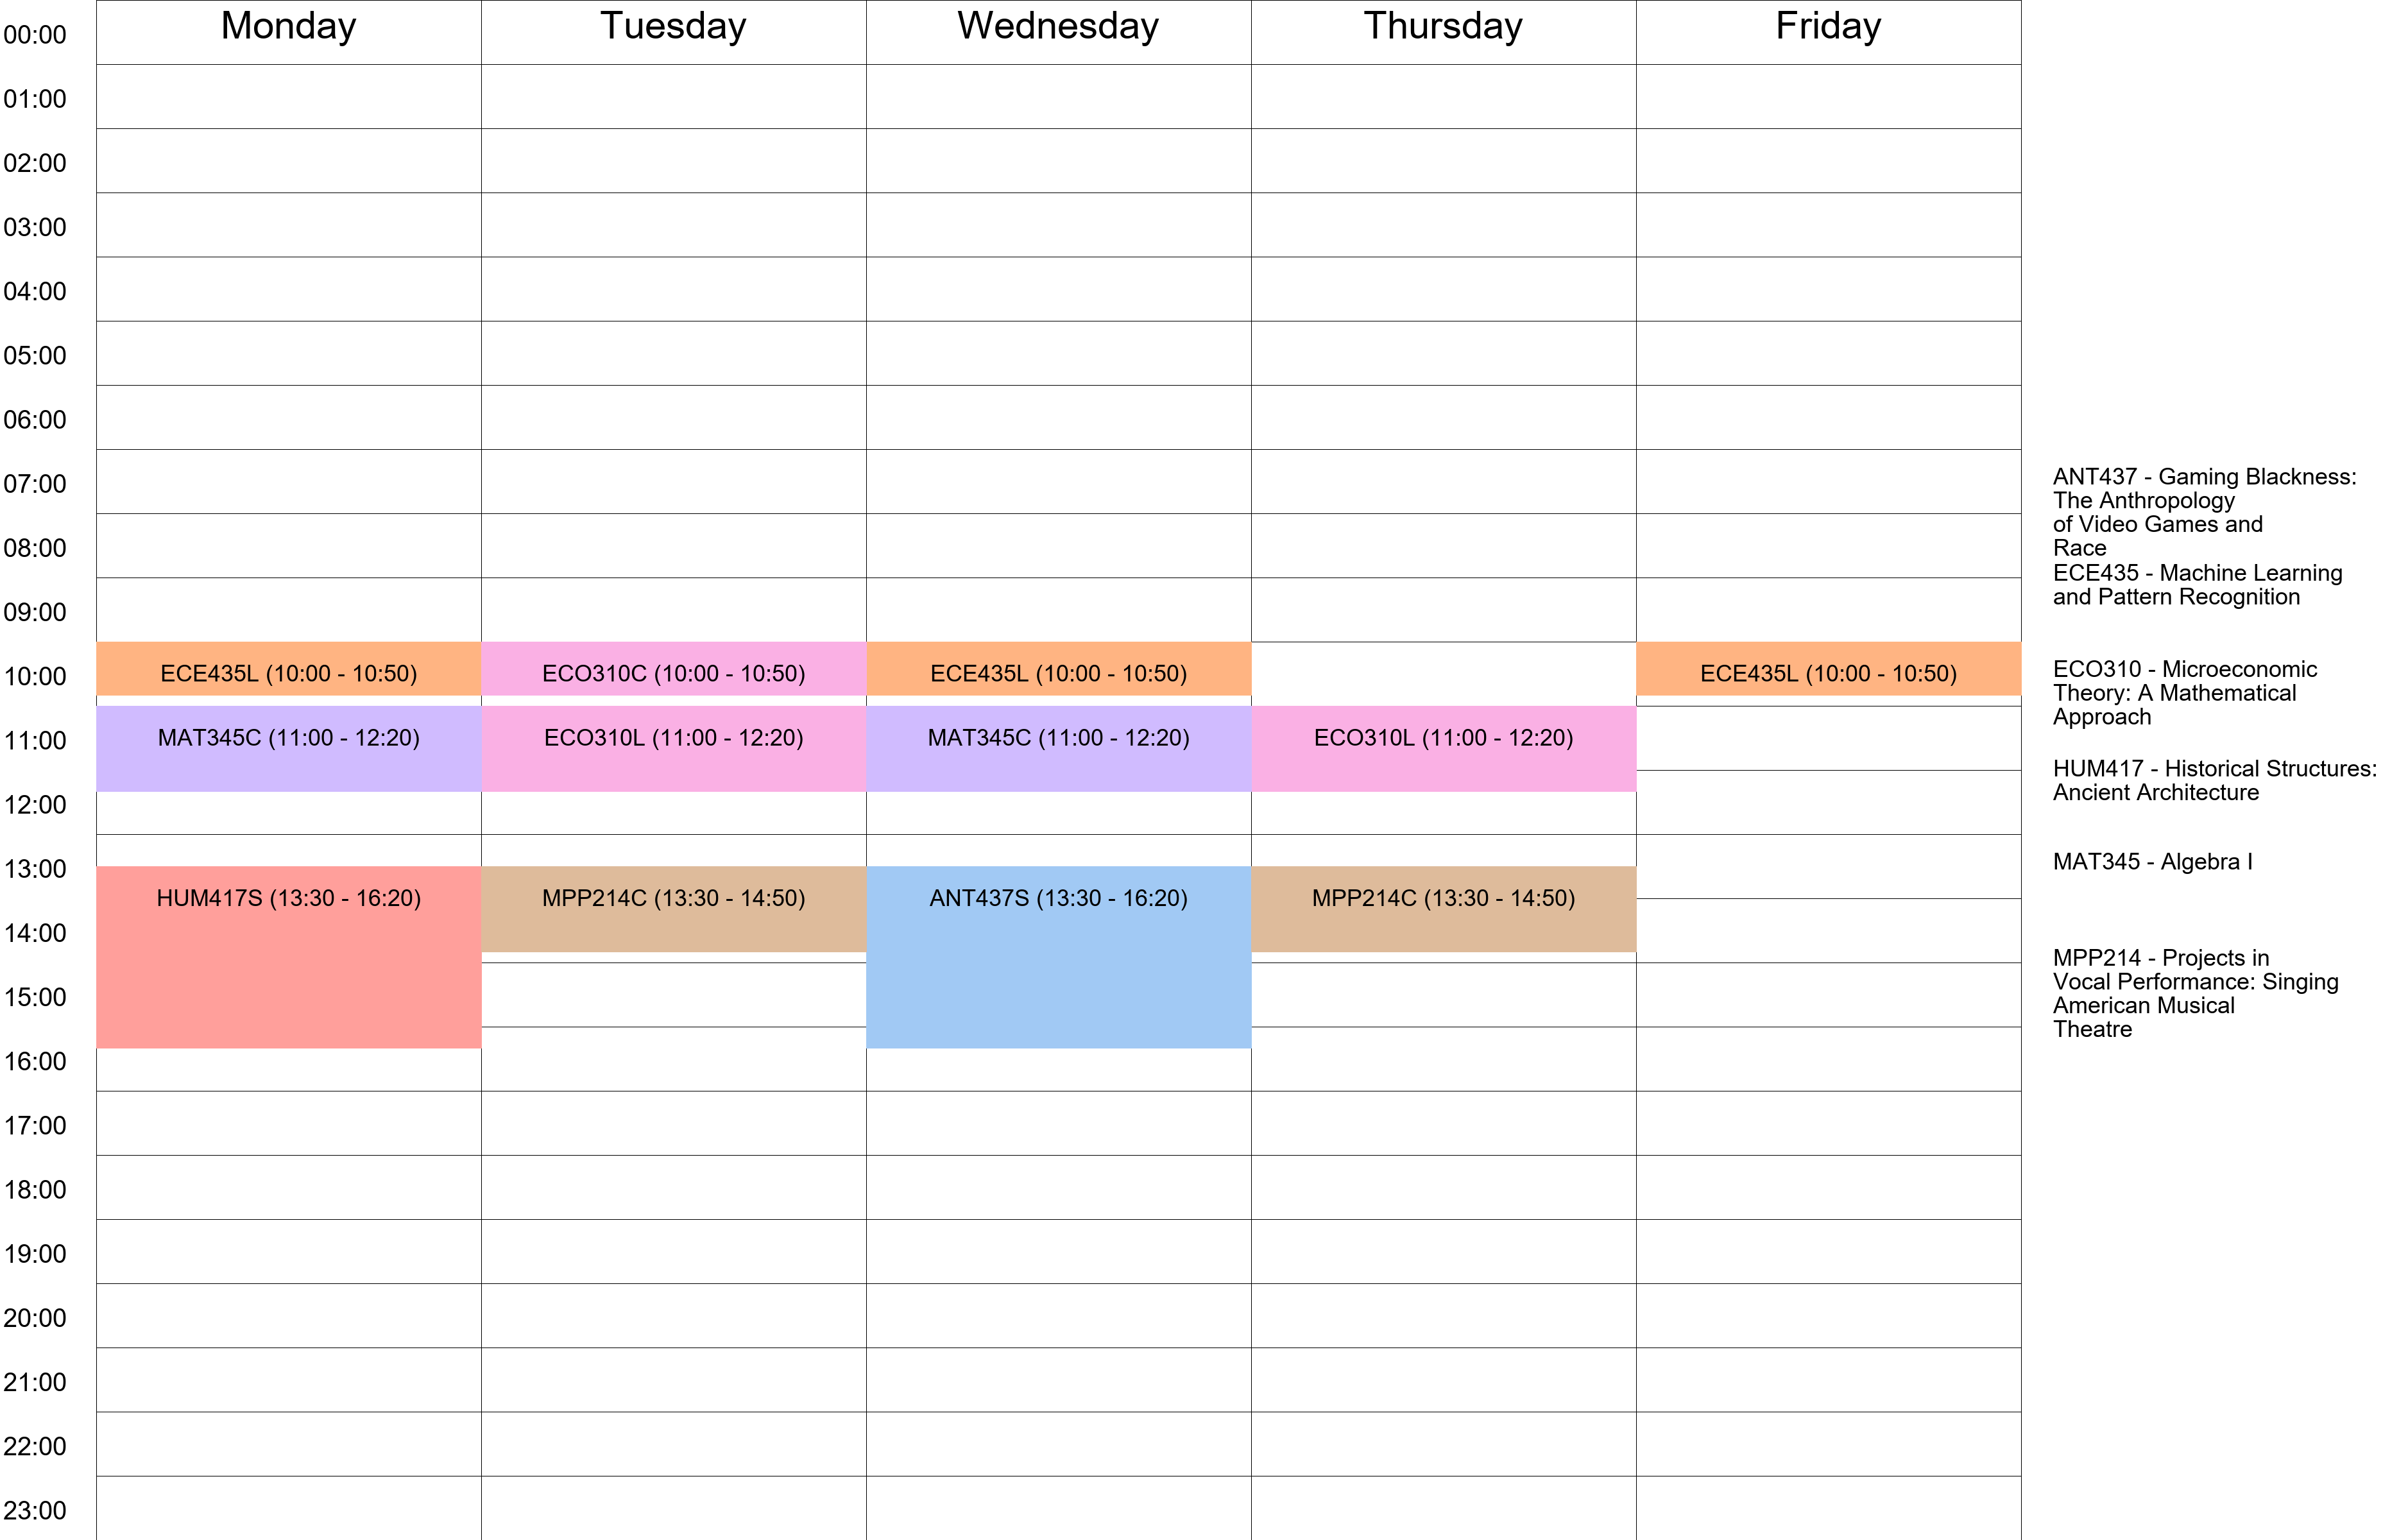 Monday Tuesday Wednesday Thursday Friday
00:00
01:00
02:00
03:00
04:00
05:00
06:00
07:00
08:00
09:00
10:00 ECE435L (10:00 - 10:50) ECO310C (10:00 - 10:50) ECE435L (10:00 - 10:50) ECE435L (10:00 - 10:50)
11:00 MAT345C (11:00 - 12:20) ECO310L (11:00 - 12:20) MAT345C (11:00 - 12:20) ECO310L (11:00 - 12:20)
12:00
13:00
HUM417S (13:30 - 16:20) MPP214C (13:30 - 14:50) ANT437S (13:30 - 16:20) MPP214C (13:30 - 14:50)
14:00
15:00
16:00
17:00
18:00
19:00
20:00
21:00
22:00
23:00
ANT437 - Gaming Blackness:
The Anthropology
of Video Games and
Race
ECE435 - Machine Learning
and Pattern Recognition
ECO310 - Microeconomic
Theory: A Mathematical
Approach
HUM417 - Historical Structures:
Ancient Architecture
MAT345 - Algebra I
MPP214 - Projects in
Vocal Performance: Singing
American Musical
Theatre